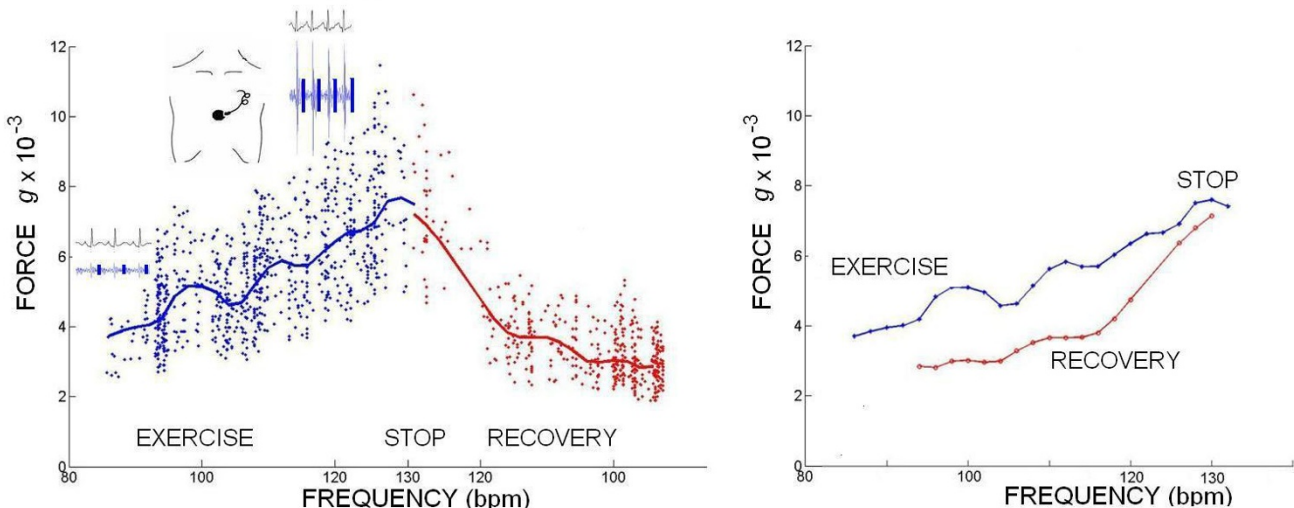 12
10
8
6
4
2
0
FORCE g x 10⁻³
EXERCISE STOP RECOVERY
80 100 120 130 120 100
FREQUENCY (bpm)
12
10
8
6
4
2
0
FORCE g x 10⁻³
STOP
EXERCISE
RECOVERY
80 100 120 130
FREQUENCY (bpm)